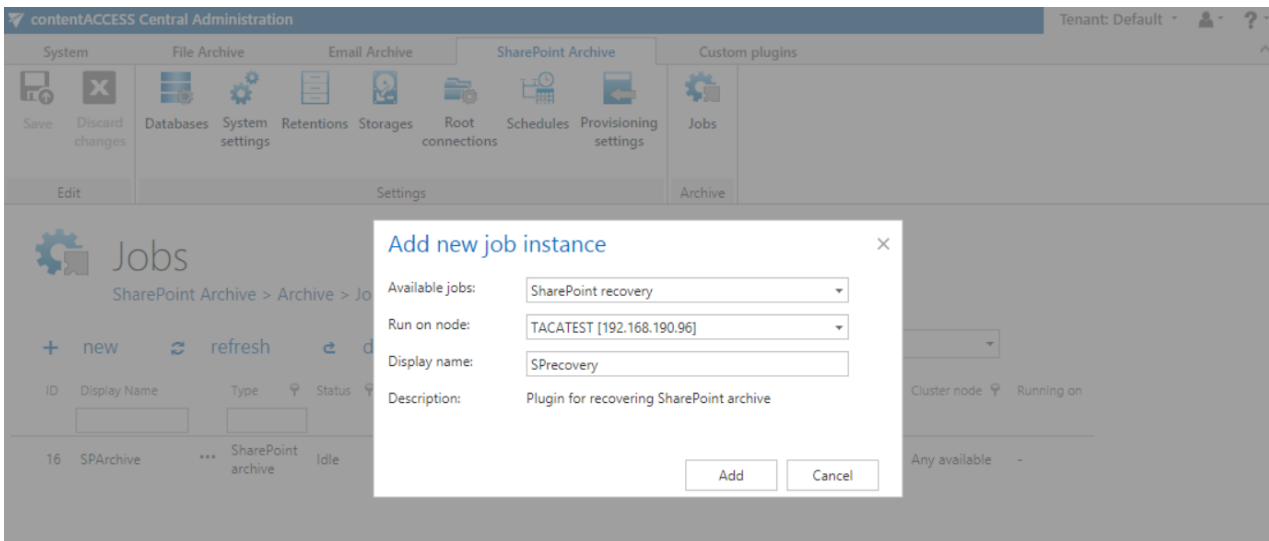 contentACCESS Central Administration
Tenant: Default
?
System
File Archive
Email Archive
SharePoint Archive
Custom plugins
Save
Discard
changes
Databases
System
settings
Retentions
Storages
Root
connections
Schedules
Provisioning
settings
Jobs
Edit
Settings
Archive
Jobs
SharePoint Archive > Archive > Jo
+ new
refresh
d
ID
Display Name
Type
Status
Cluster node
Running on
16
SPArchive
...
SharePoint
archive
Idle
Any available
-
Add new job instance
×
Available jobs:
SharePoint recovery
Run on node:
TACATEST [192.168.190.96]
Display name:
SPrecovery
Description:
Plugin for recovering SharePoint archive
Add
Cancel